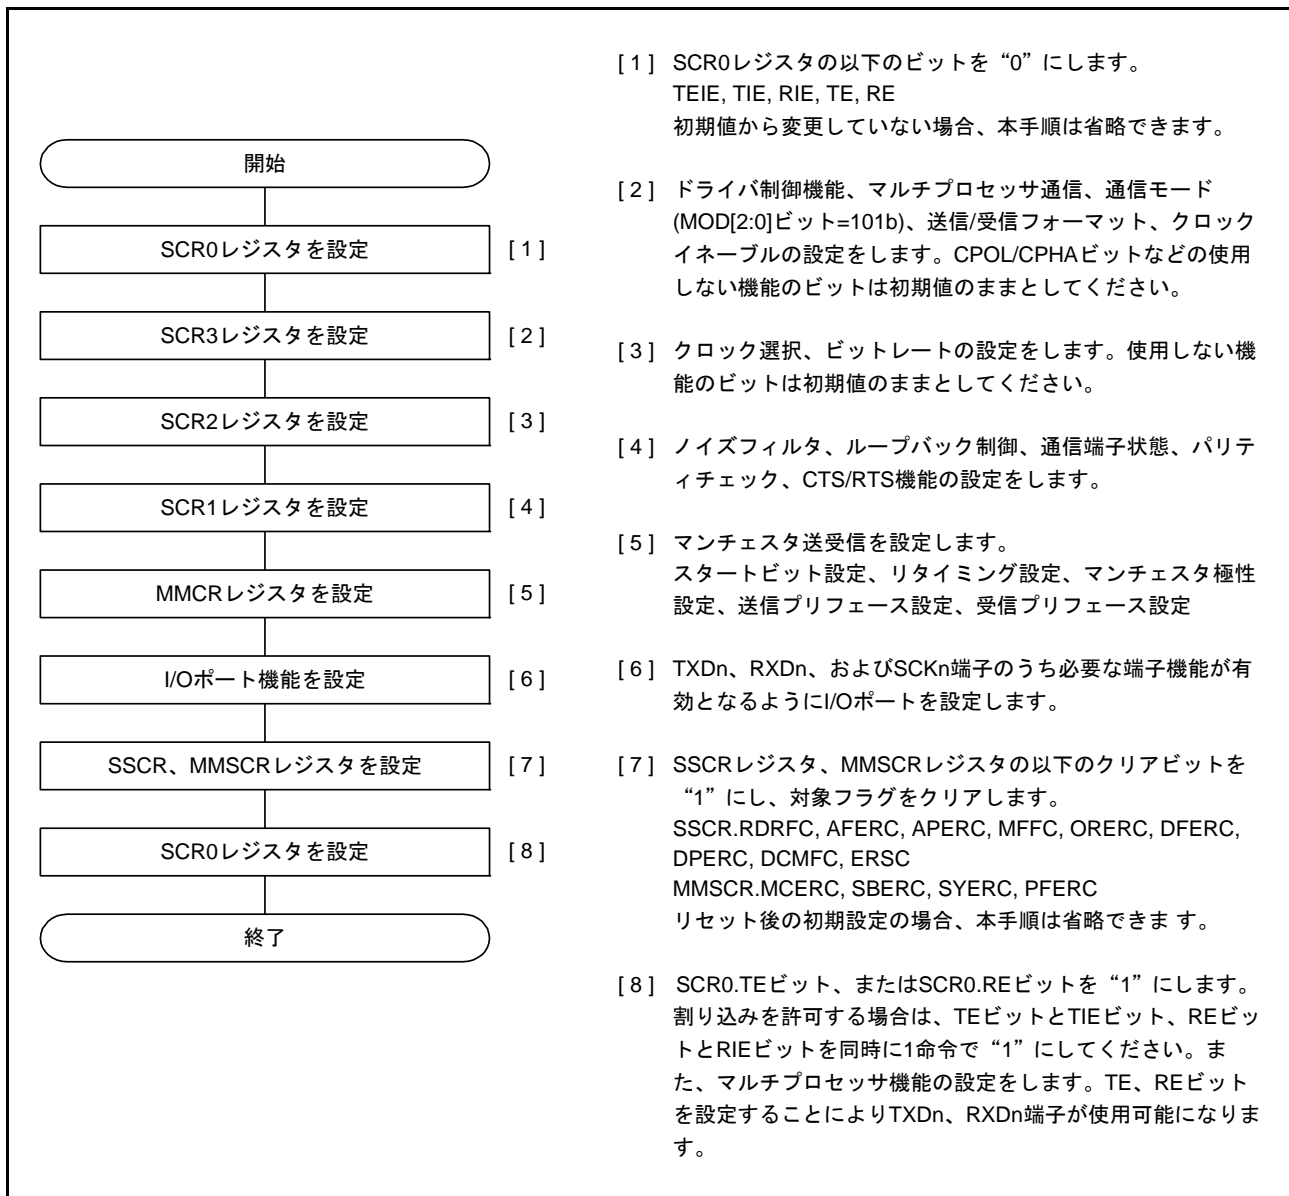 開始
SCR0レジスタを設定 [ 1 ]
SCR3レジスタを設定 [ 2 ]
SCR2レジスタを設定 [ 3 ]
SCR1レジスタを設定 [ 4 ]
MMCRレジスタを設定 [ 5 ]
I/Oポート機能を設定 [ 6 ]
SSCR、MMSCRレジスタを設定 [ 7 ]
SCR0レジスタを設定 [ 8 ]
終了
[ 1 ] SCR0レジスタの以下のビットを“0”にします。
TEIE, TIE, RIE, TE, RE
初期値から変更していない場合、本手順は省略できます。
[ 2 ] ドライバ制御機能、マルチプロセッサ通信、通信モード
(MOD[2:0]ビット=101b)、送信/受信フォーマット、クロック
イネーブルの設定をします。CPOL/CPHAビットなどの使用
しない機能のビットは初期値のままとしてください。
[ 3 ] クロック選択、ビットレートの設定をします。使用しない機
能のビットは初期値のままとしてください。
[ 4 ] ノイズフィルタ、ループバック制御、通信端子状態、パリテ
ィチェック、CTS/RTS機能の設定をします。
[ 5 ] マンチェスタ送受信を設定します。
スタートビット設定、リタイミング設定、マンチェスタ極性
設定、送信プリフェース設定、受信プリフェース設定
[ 6 ] TXDn、RXDn、およびSCKn端子のうち必要な端子機能が有
効となるようにI/Oポートを設定します。
[ 7 ] SSCRレジスタ、MMSCRレジスタの以下のクリアビットを
“1”にし、対象フラグをクリアします。
SSCR.RDRFC, AFERC, APERC, MFFC, ORERC, DFERC,
DPERC, DCMFC, ERSC
MMSCR.MCERC, SBERC, SYERC, PFERC
リセット後の初期設定の場合、本手順は省略できま す。
[ 8 ] SCR0.TEビット、またはSCR0.REビットを“1”にします。
割り込みを許可する場合は、TEビットとTIEビット、REビッ
トとRIEビットを同時に1命令で“1”にしてください。ま
た、マルチプロセッサ機能の設定をします。TE、REビット
を設定することによりTXDn、RXDn端子が使用可能になりま
す。